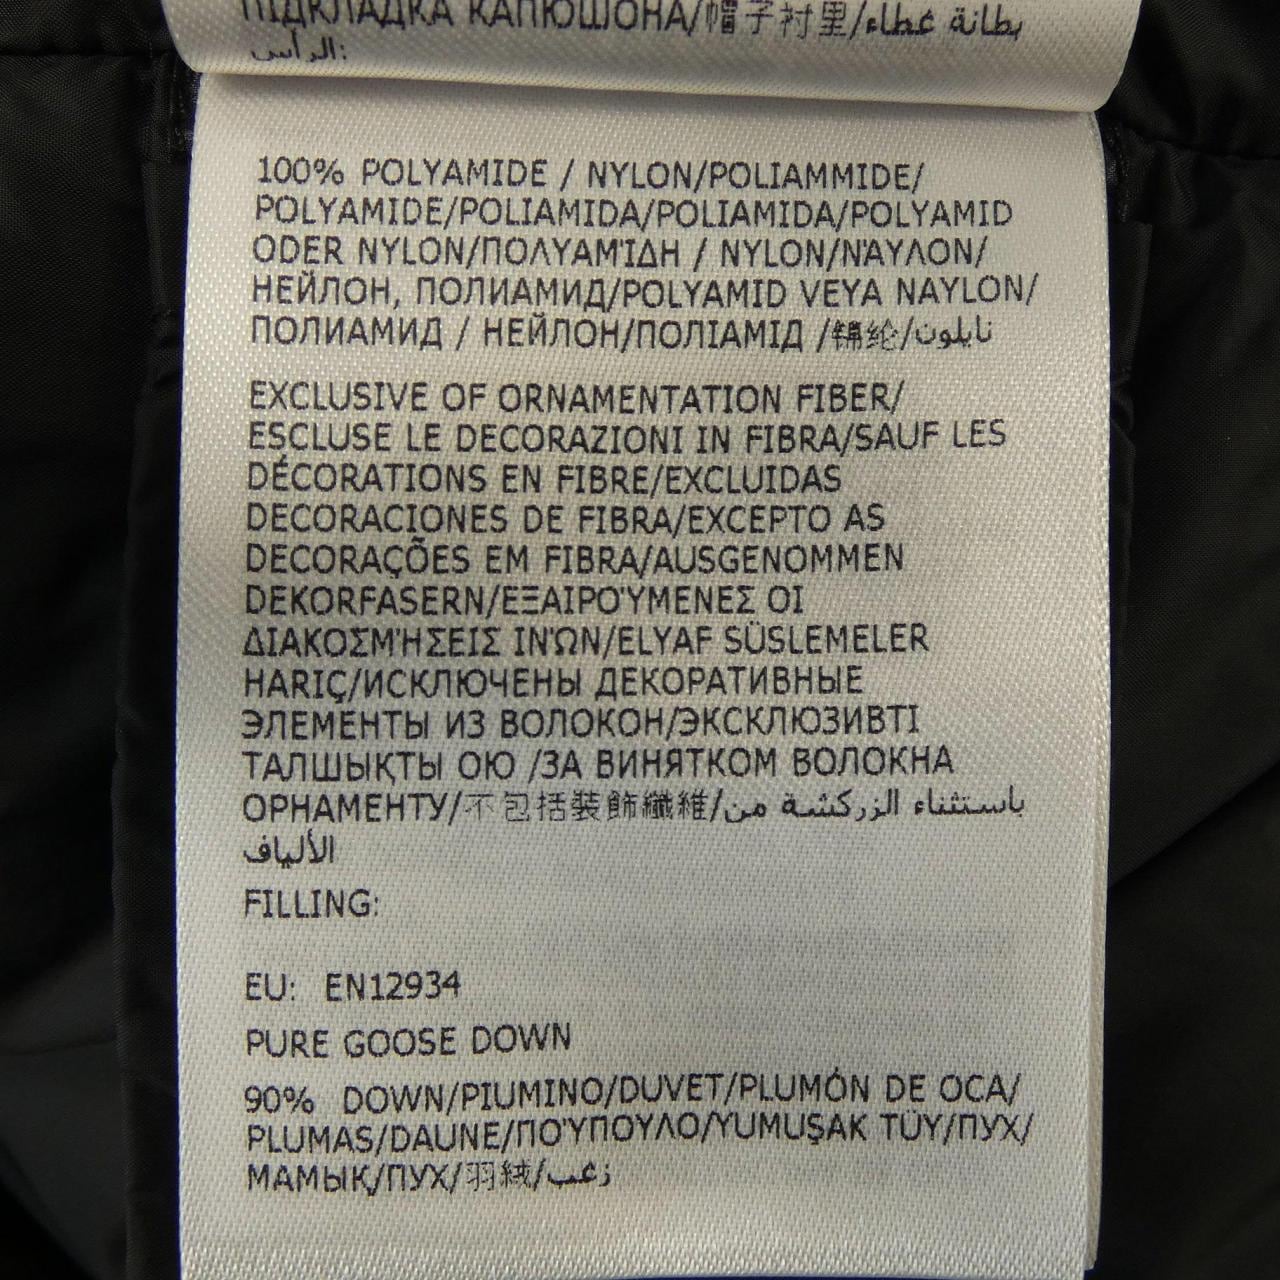 ПІДКЛАДКА КАПЮШОНА/帽子衬里/بطانة غطاء
الرأس:
100% POLYAMIDE / NYLON/POLIAMMIDE/
POLYAMIDE/POLIAMIDA/POLIAMIDA/POLYAMID
ODER NYLON/ΠΟΛΥΑΜΊΔΗ / NYLON/ΝΆΥΛΟΝ/
НЕЙЛОН, ПОЛИАМИД/POLYAMID VEYA NAYLON/
ПОЛИАМИД / НЕЙЛОН/ПОЛІАМІД /锦纶/نايلون
EXCLUSIVE OF ORNAMENTATION FIBER/
ESCLUSE LE DECORAZIONI IN FIBRA/SAUF LES
DÉCORATIONS EN FIBRE/EXCLUIDAS
DECORACIONES DE FIBRA/EXCEPTO AS
DECORAÇÕES EM FIBRA/AUSGENOMMEN
DEKORFASERN/ΕΞΑΙΡΟΎΜΕΝΕΣ ΟΙ
ΔΙΑΚΟΣΜΉΣΕΙΣ ΙΝΏΝ/ELYAF SÜSLEMELER
HARIÇ/ИСКЛЮЧЕНЫ ДЕКОРАТИВНЫЕ
ЭЛЕМЕНТЫ ИЗ ВОЛОКОН/ЭКСКЛЮЗИВТІ
ТАЛШЫҚТЫ ОЮ /ЗА ВИНЯТКОМ ВОЛОКНА
ОРНАМЕНТУ/不包括装飾纖維/باستثناء الزركشة من
الألياف
FILLING:
EU: EN12934
PURE GOOSE DOWN
90% DOWN/PIUMINO/DUVET/PLUMÓN DE OCA/
PLUMAS/DAUNE/ΠΟΎΠΟΥΛΟ/YUMUŞAK TÜY/ПУХ/
МАМЫҚ/ПУХ/羽絨/زغب